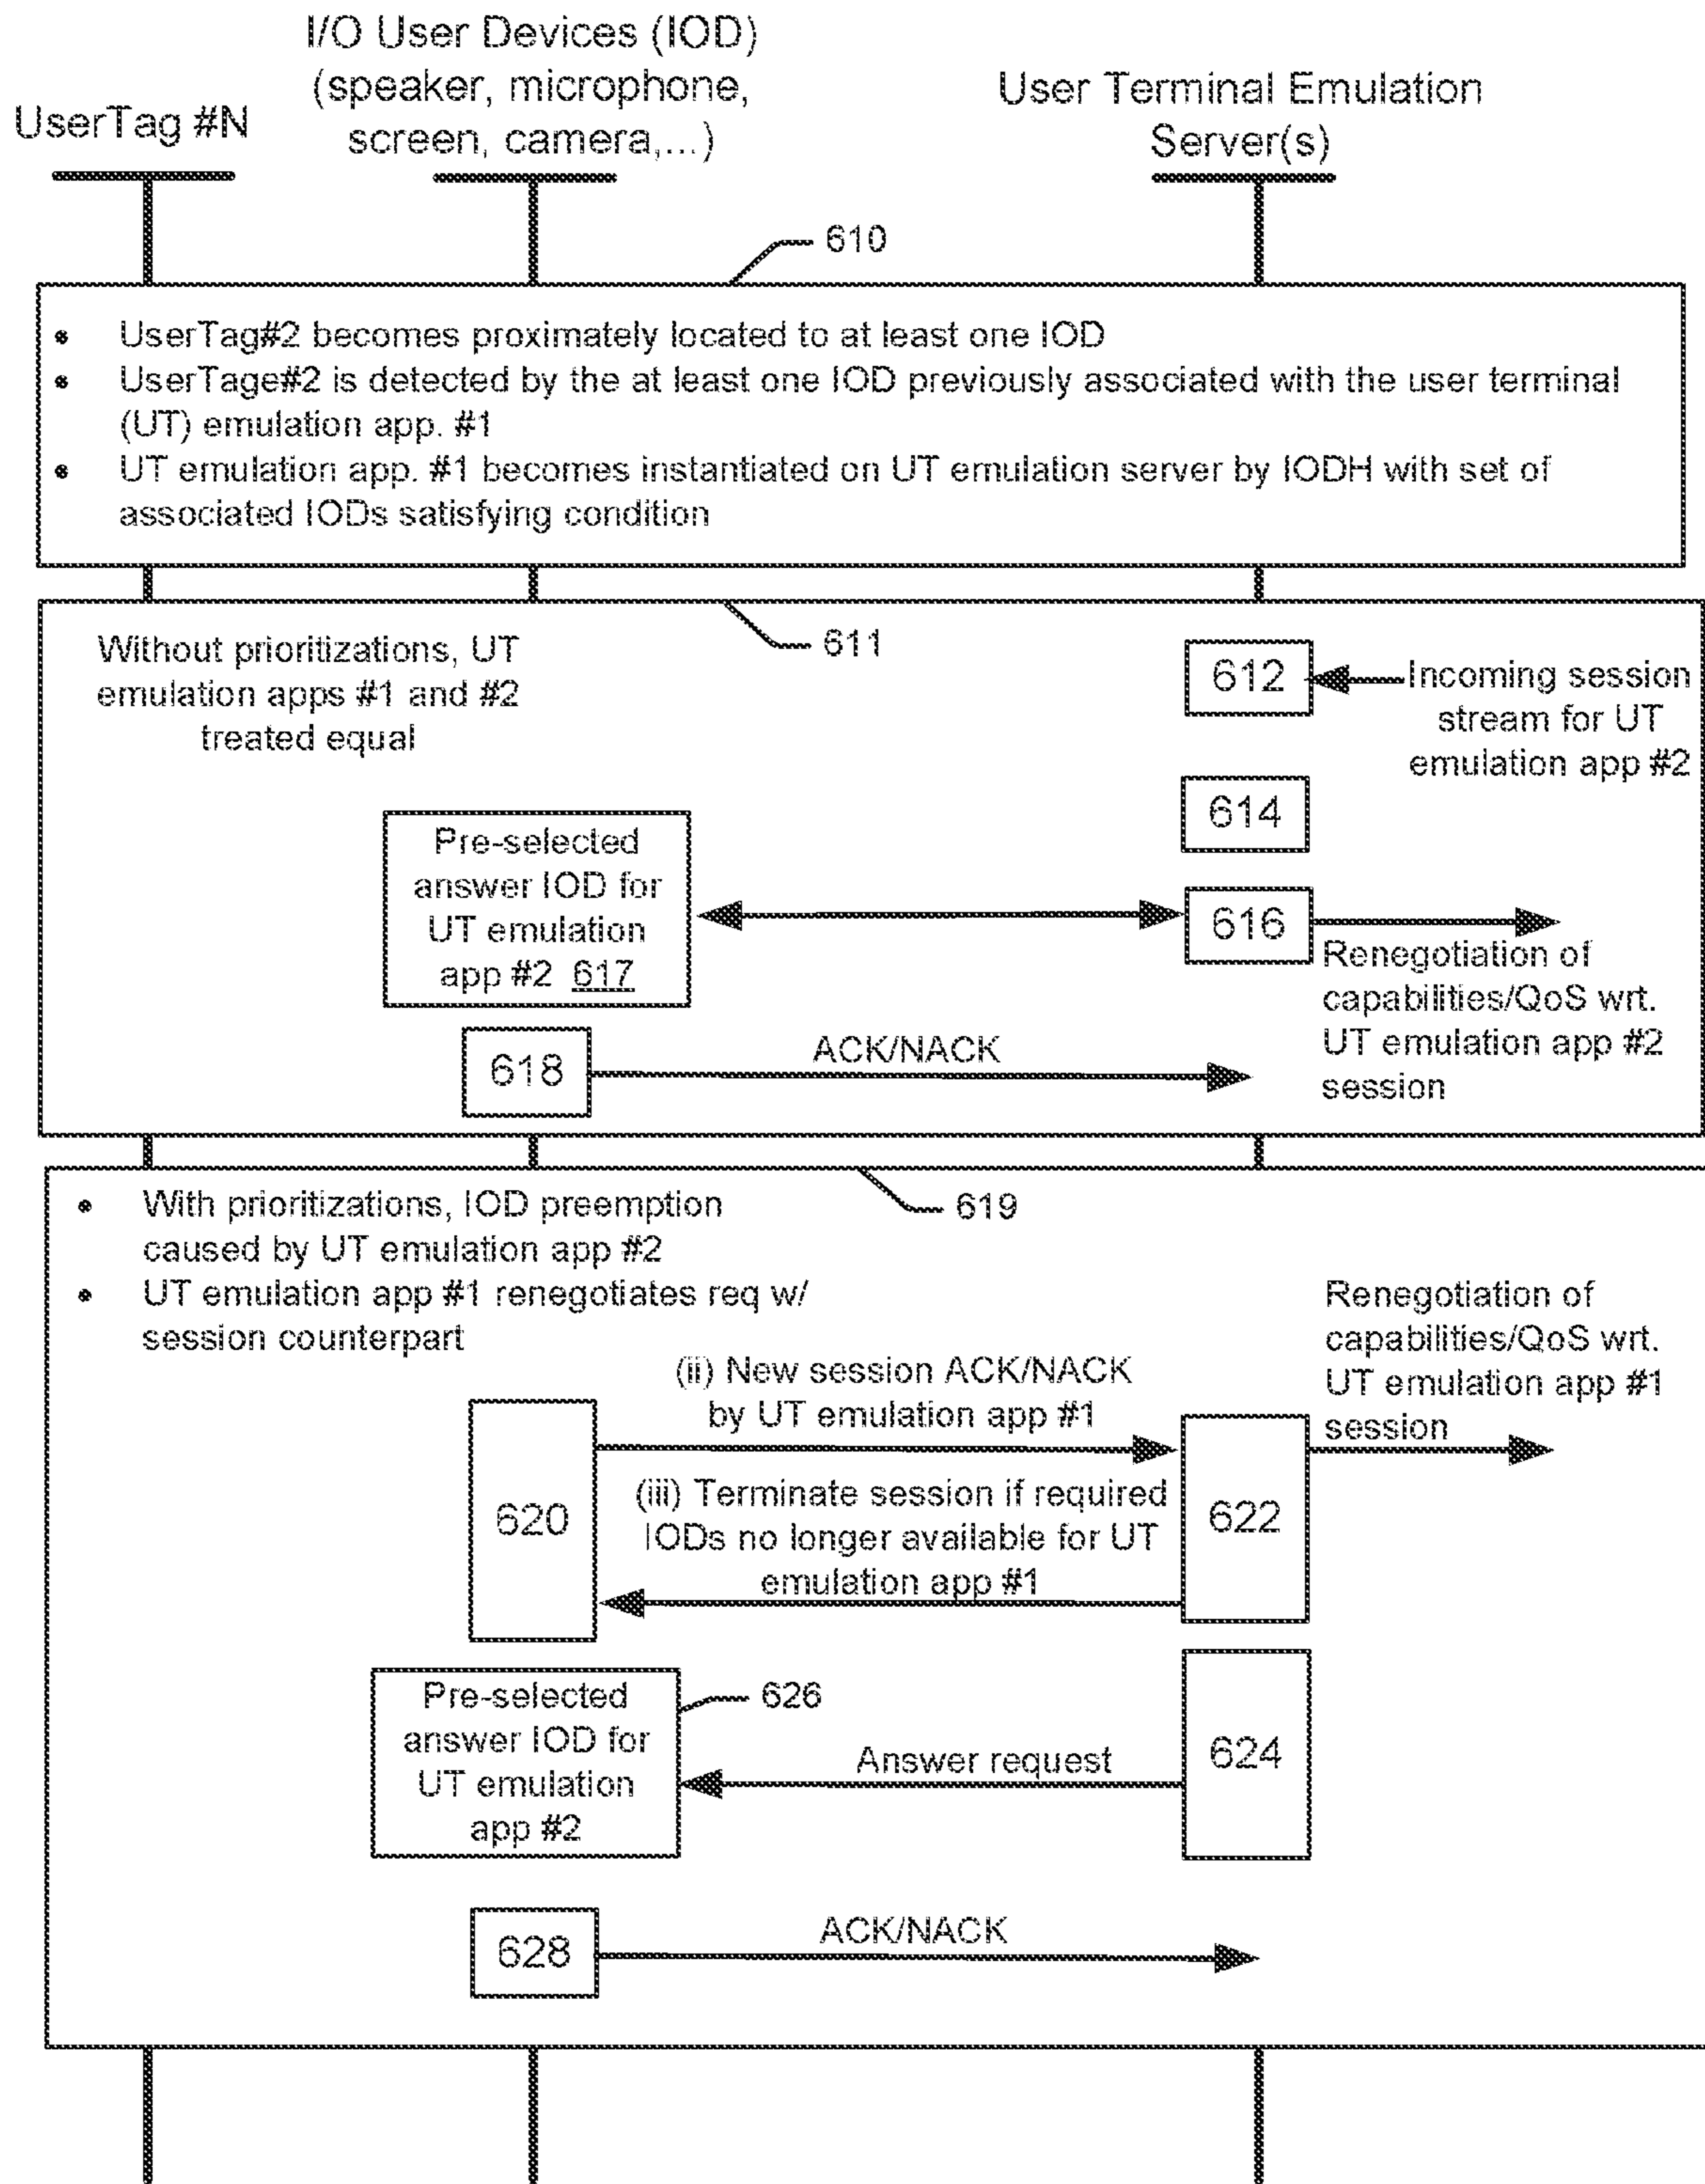 UserTag #N
I/O User Devices (IOD)
(speaker, microphone,
screen, camera,...)
User Terminal Emulation
Server(s)
610
• UserTag#2 becomes proximately located to at least one IOD
• UserTage#2 is detected by the at least one IOD previously associated with the user terminal
(UT) emulation app. #1
• UT emulation app. #1 becomes instantiated on UT emulation server by IODH with set of
associated IODs satisfying condition
611
Without prioritizations, UT
emulation apps #1 and #2
treated equal
612
Incoming session
stream for UT
emulation app #2
614
Pre-selected
answer IOD for
UT emulation
app #2 617
616
Renegotiation of
capabilities/QoS wrt.
UT emulation app #2
session
618
ACK/NACK
619
• With prioritizations, IOD preemption
caused by UT emulation app #2
• UT emulation app #1 renegotiates req w/
session counterpart
Renegotiation of
capabilities/QoS wrt.
UT emulation app #1
session
(ii) New session ACK/NACK
by UT emulation app #1
620
(iii) Terminate session if required
IODs no longer available for UT
emulation app #1
622
626
Pre-selected
answer IOD for
UT emulation
app #2
Answer request
624
628
ACK/NACK